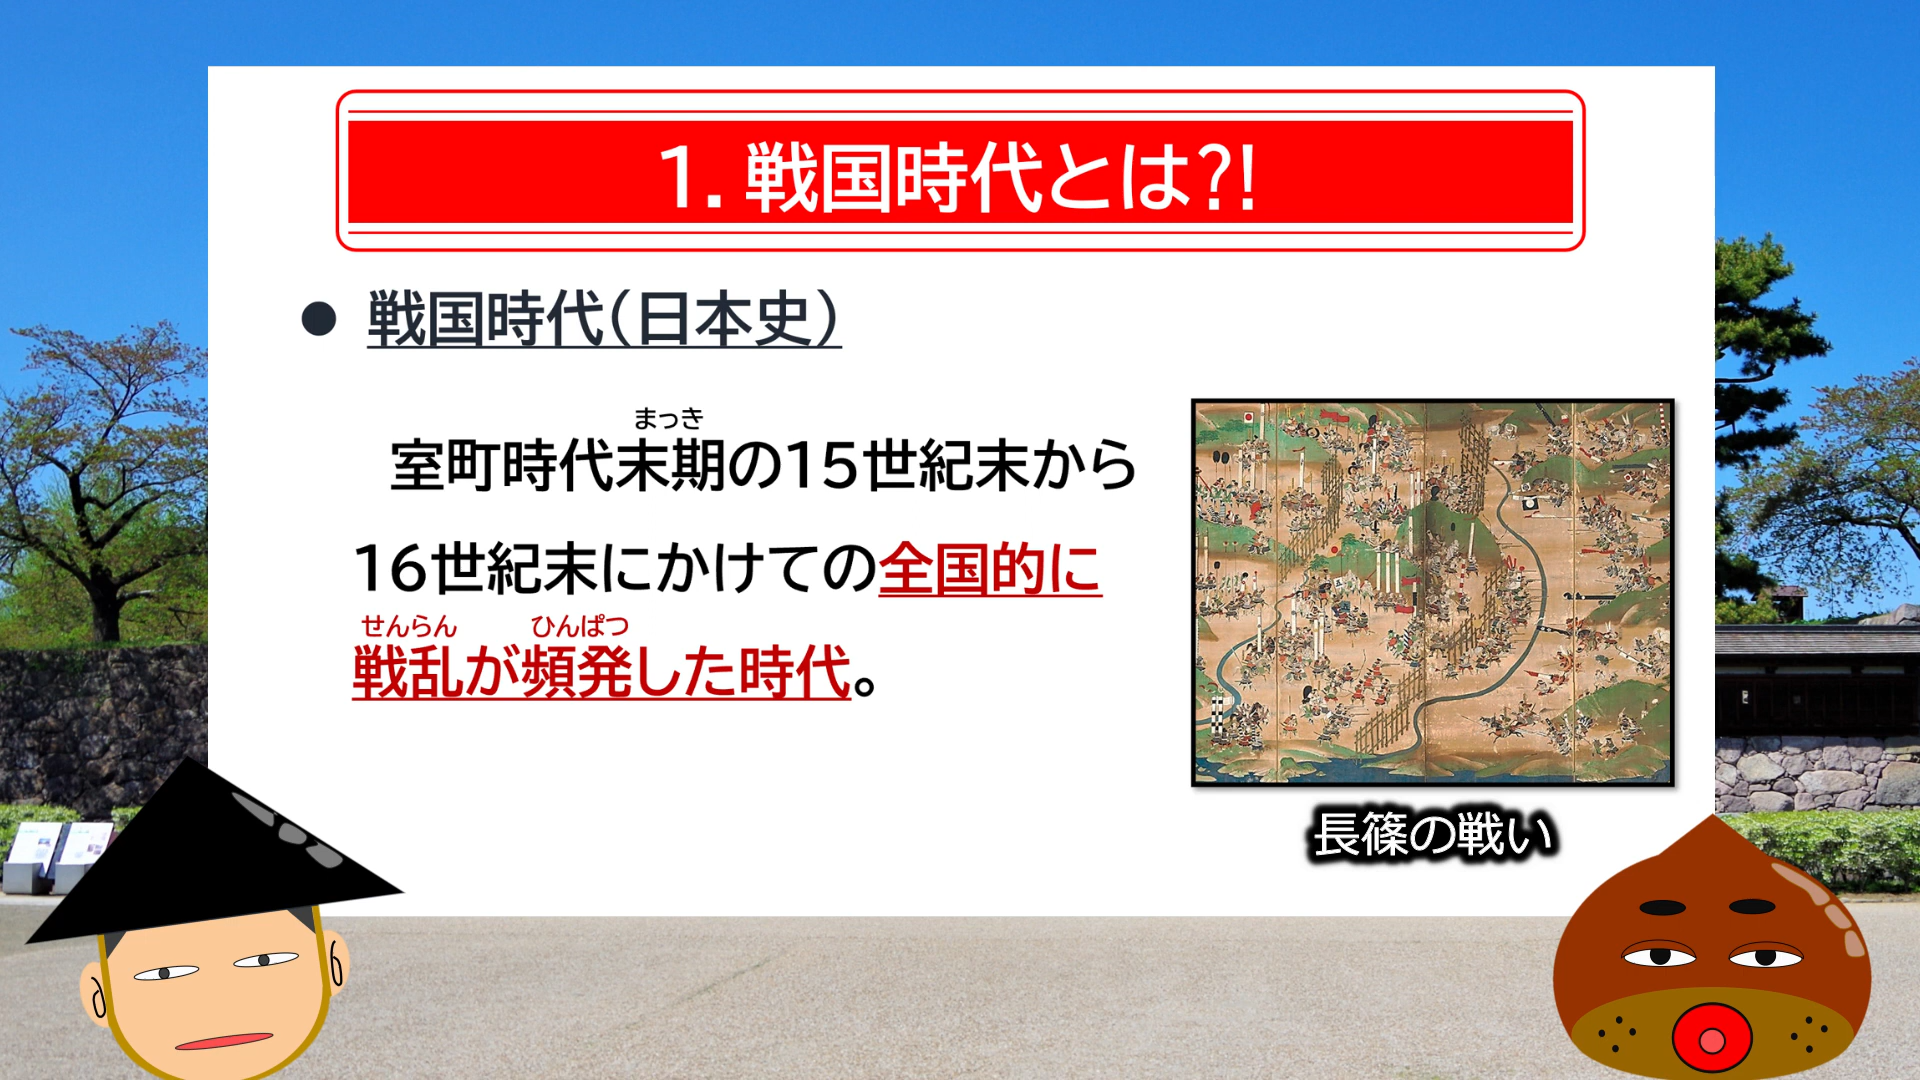 1. 戦国時代とは?!
● 戦国時代(日本史)
まっき
室町時代末期の15世紀末から
16世紀末にかけての全国的に
せんらん ひんぱつ
戦乱が頻発した時代。
長篠の戦い